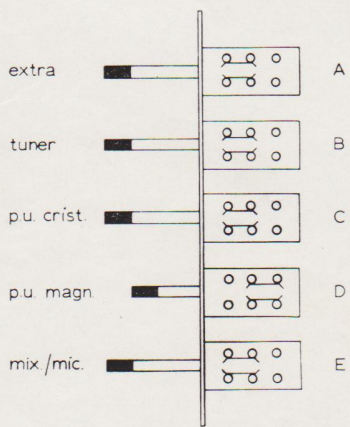 extra A
tuner B
p.u. crist. C
p.u. magn. D
mix./mic. E